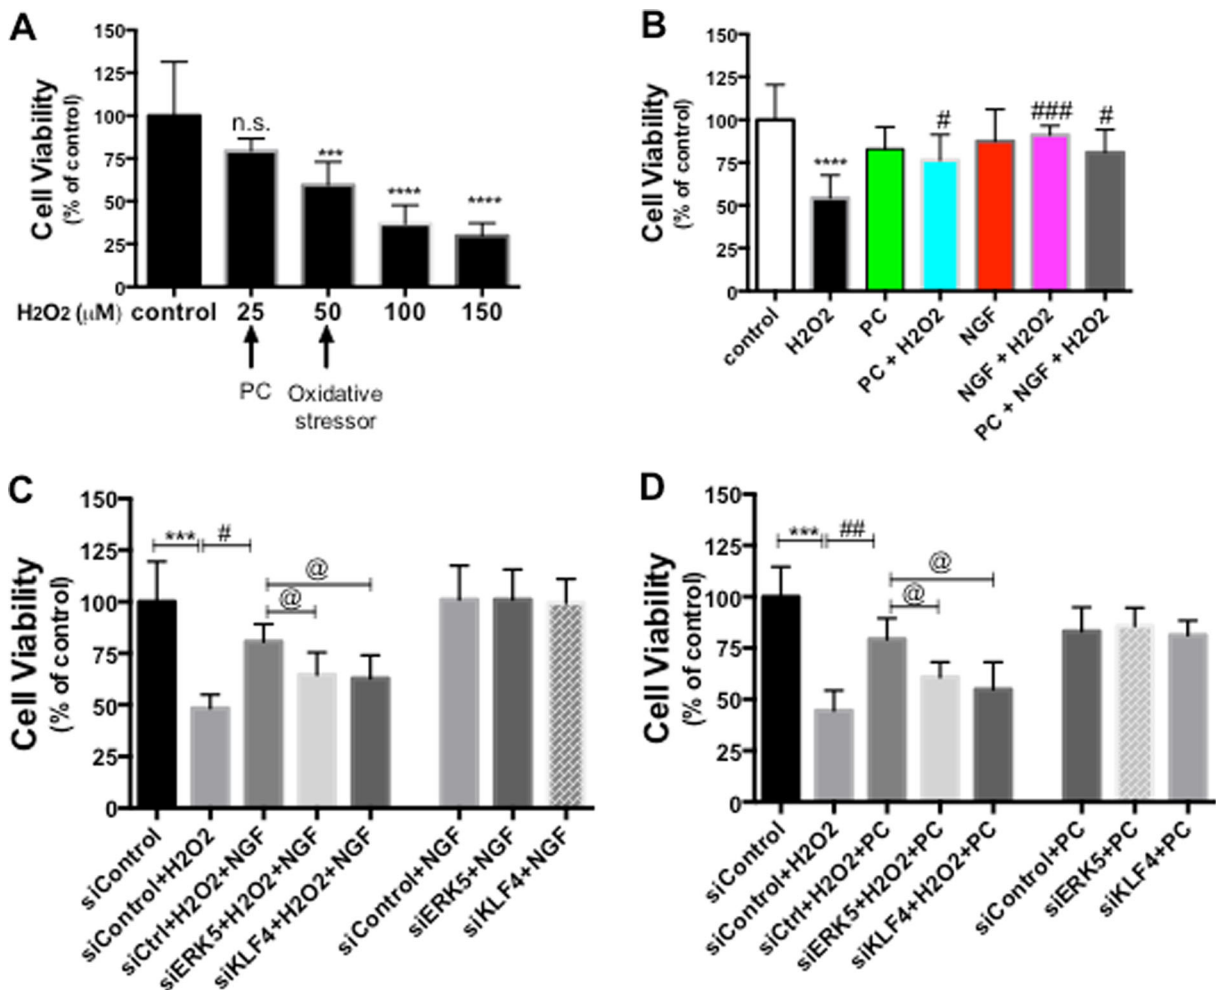 A
Cell Viability
(% of control)
150
125
100
75
50
25
0
n.s.
***
****
****
H2O2 (μM) control 25 50 100 150
PC Oxidative
stressor
B
Cell Viability
(% of control)
150
125
100
75
50
25
0
****
#
###
#
control
H2O2
PC
PC + H2O2
NGF
NGF + H2O2
PC + NGF + H2O2
C
Cell Viability
(% of control)
150
125
100
75
50
25
0
*** #
@
@
siControl
siControl+H2O2
siCtrl+H2O2+NGF
siERK5+H2O2+NGF
siKLF4+H2O2+NGF
siControl+NGF
siERK5+NGF
siKLF4+NGF
D
Cell Viability
(% of control)
150
125
100
75
50
25
0
*** ##
@
@
siControl
siControl+H2O2
siCtrl+H2O2+PC
siERK5+H2O2+PC
siKLF4+H2O2+PC
siControl+PC
siERK5+PC
siKLF4+PC